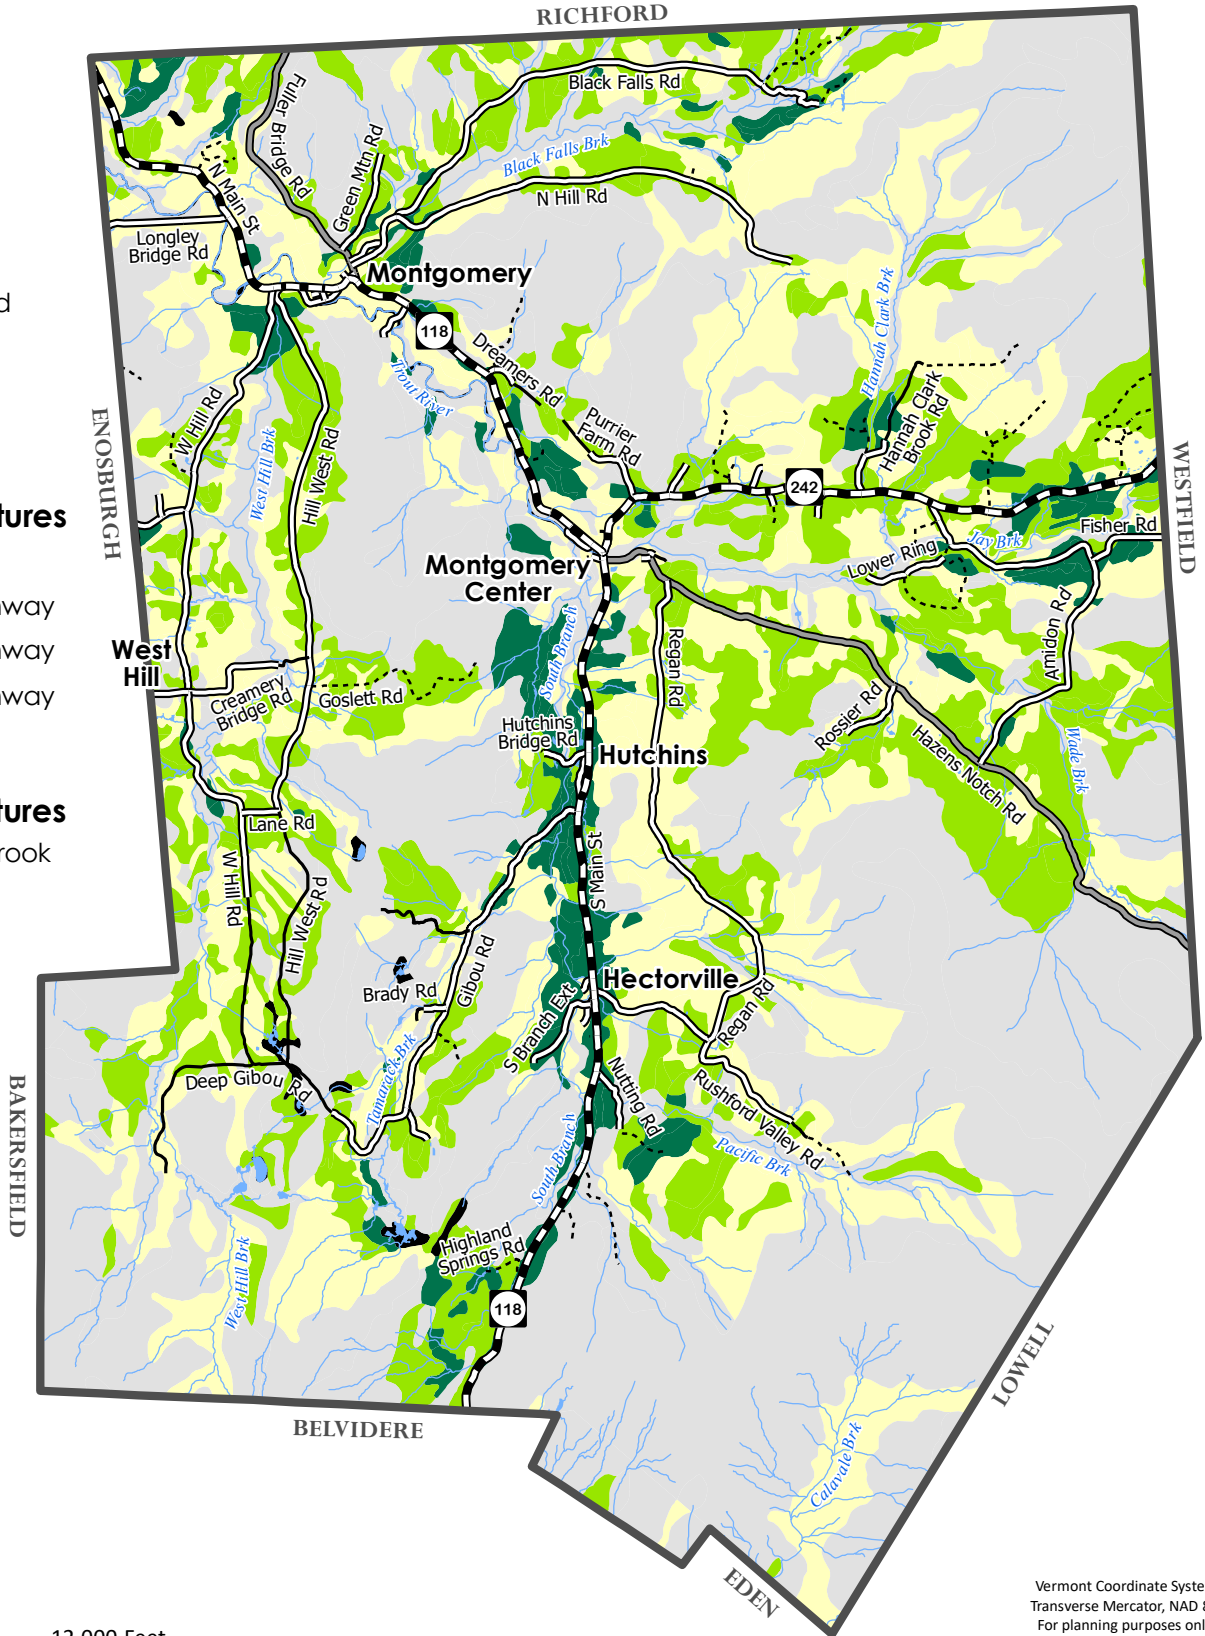 RICHFORD
Black Falls Rd
Fuller Bridge Rd
Green Mtn Rd
Black Falls Brk
N Main St
N Hill Rd
Longley
Bridge Rd
Montgomery
Hannah Clark Brk
d
118
Dreamers Rd
Trout River
Hannah Clark
Brook Rd
W Hill Rd
Purrier
Farm Rd
ENOSBURGH
West Hill Brk
Hill West Rd
WESTFIELD
242
tures
Fisher Rd
Jay Brk
Lower Ring
Montgomery
Center
hway
Amidon Rd
South Branch
Regan Rd
West
Hill
hway
Creamery
Bridge Rd
Goslett Rd
hway
Rossier Rd
Hutchins
Bridge Rd
Hutchins
Hazens Notch Rd
Wade Brk
tures
Lane Rd
rook
W Hill Rd
S Main St
Hill West Rd
Gibou Rd
Hectorville
Brady Rd
S Branch Ext
Regan Rd
Tamarack Brk
Deep Gibou Rd
Nutting Rd
Rushford Valley Rd
BAKERSFIELD
Pacific Brk
South Branch
West Hill Brk
Highland
Springs Rd
118
LOWELL
BELVIDERE
Calavale Brk
EDEN
Vermont Coordinate Syste
Transverse Mercator, NAD 8
For planning purposes onl
12,000 Feet